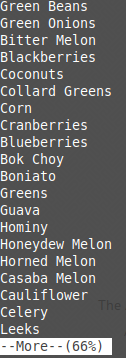 Green Beans
Green Onions
Bitter Melon
Blackberries
Coconuts
Collard Greens
Corn
Cranberries
Blueberries
Bok Choy
Boniato
Greens
Guava
Hominy
Honeydew Melon
Horned Melon
Casaba Melon
Cauliflower
The
Celery
Leeks
--More--(66%)